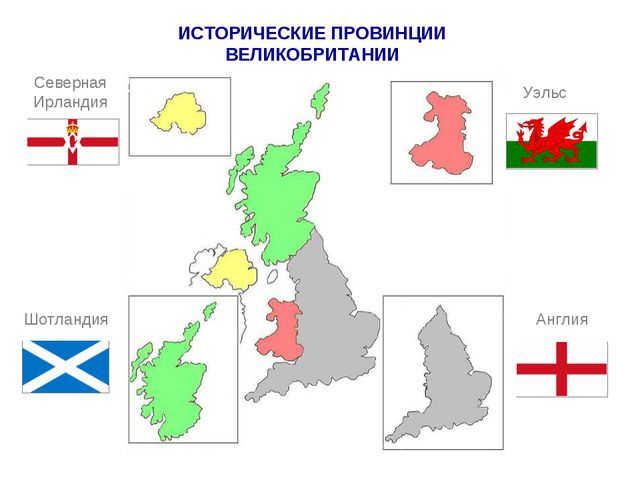 ИСТОРИЧЕСКИЕ ПРОВИНЦИИ
ВЕЛИКОБРИТАНИИ
Северная
Ирландия
Уэльс
Шотландия
Англия